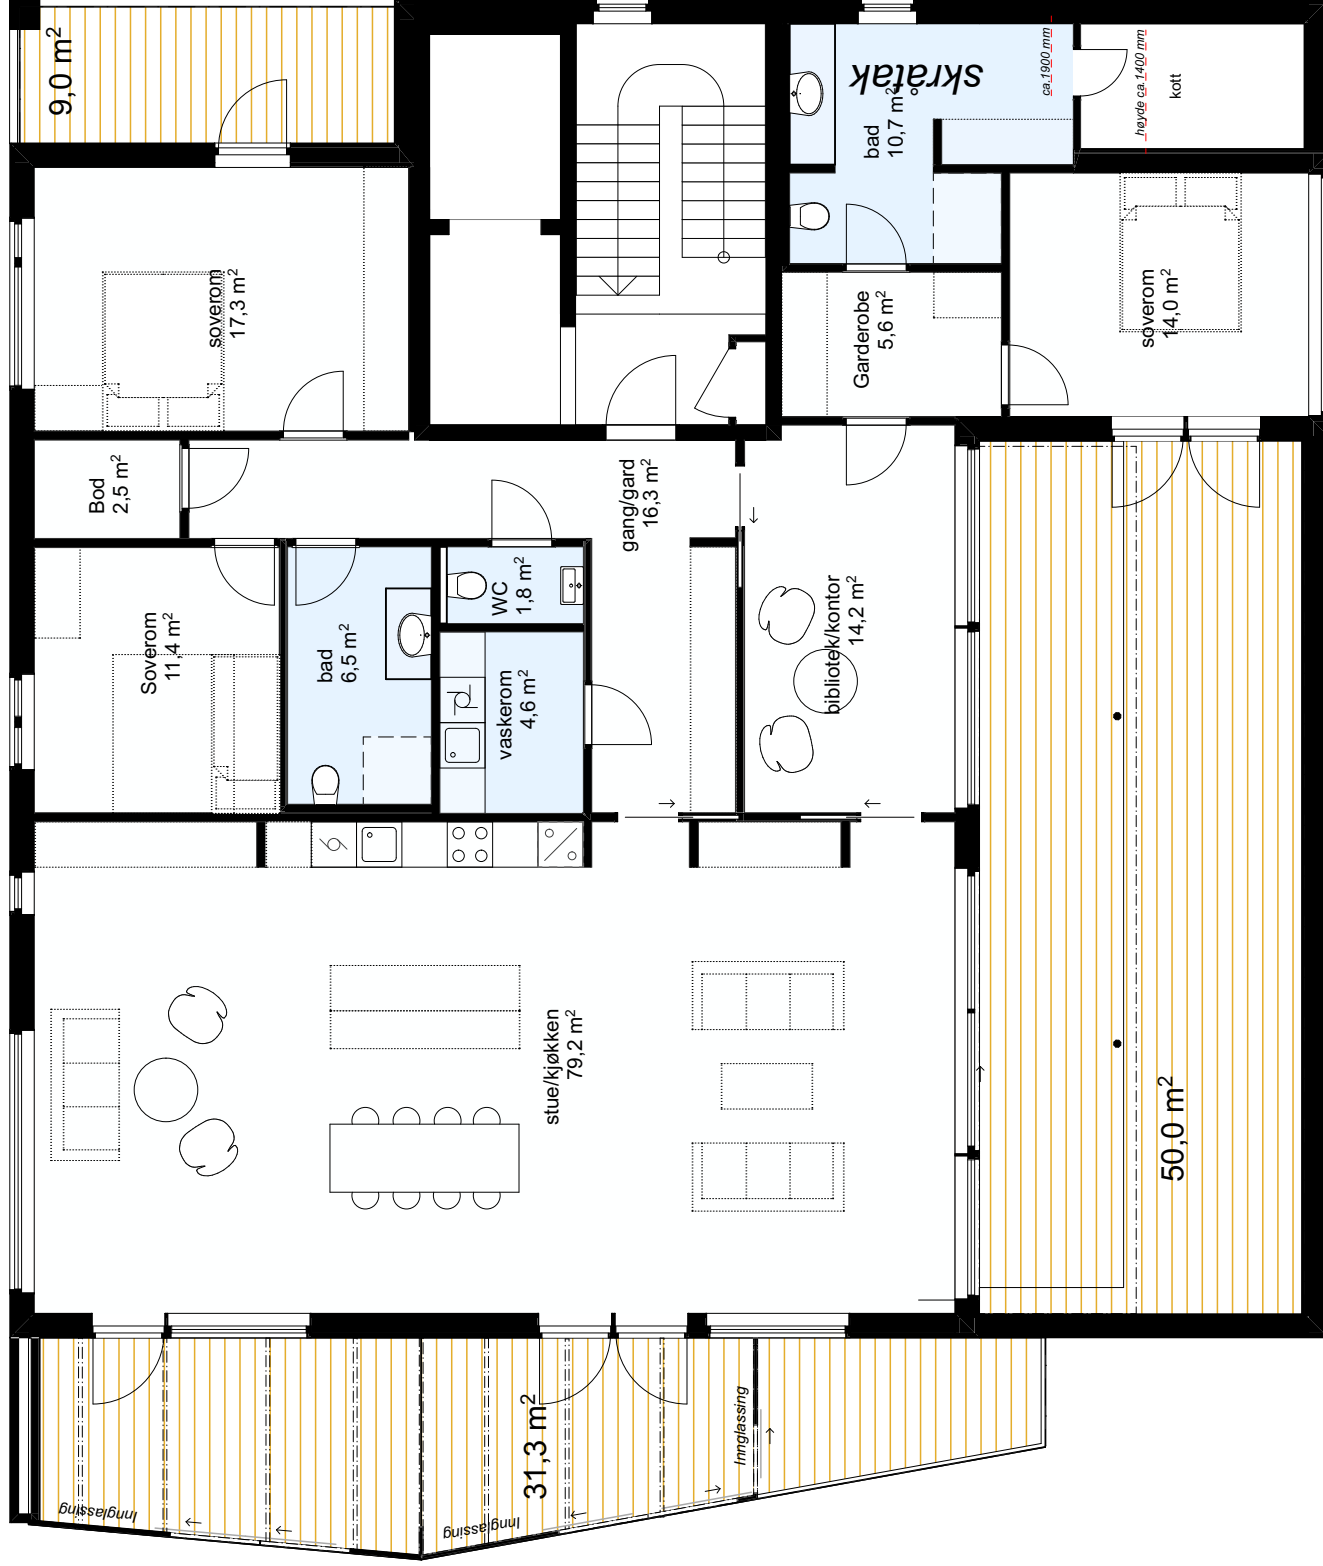 9,0 m²
skråtak
ca.1900 mm
høyde ca.1400 mm
kott
bad
10,7 m²
soverom
17,3 m²
Garderobe
5,6 m²
soverom
14,0 m²
Bod
2,5 m²
gang/gard
16,3 m²
Soverom
11,4 m²
bad
6,5 m²
WC
1,8 m²
vaskerom
4,6 m²
bibliotek/kontor
14,2 m²
stue/kjøkken
79,2 m²
50,0 m²
31,3 m²
Innglassing
Innglassing
Innglassing